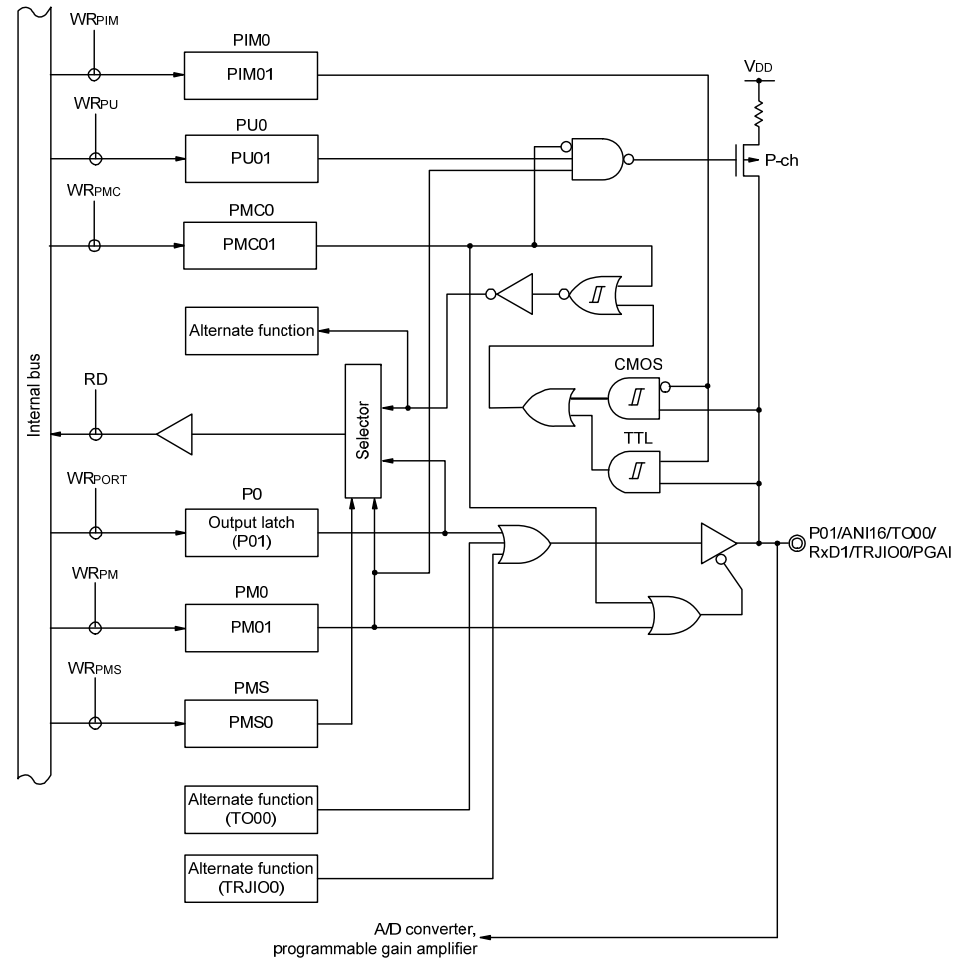 WRPIM
PIM0
PIM01
VDD
WRPU
PU0
PU01
P-ch
WRPMC
PMC0
PMC01
Alternate function
CMOS
RD
Internal bus
Selector
TTL
WRPORT
P0
Output latch
(P01)
P01/ANI16/TO00/
RxD1/TRJIO0/PGAI
WRPM
PM0
PM01
WRPMS
PMS
PMS0
Alternate function
(TO00)
Alternate function
(TRJIO0)
A/D converter,
programmable gain amplifier